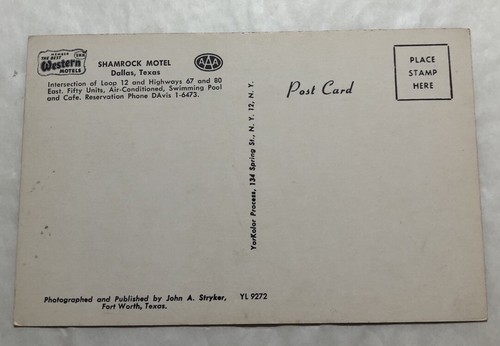 MEMBER
THE BEST
Western
MOTELS
SHAMROCK MOTEL
Dallas, Texas
AAA
Intersection of Loop 12 and Highways 67 and 80
East. Fifty Units, Air-Conditioned, Swimming Pool
and Cafe. Reservation Phone DAvis 1-6473.
Post Card
PLACE
STAMP
HERE
YorKolor Process, 134 Spring St., N. Y. 12, N. Y.
Photographed and Published by John A. Stryker,
Fort Worth, Texas.
YL 9272